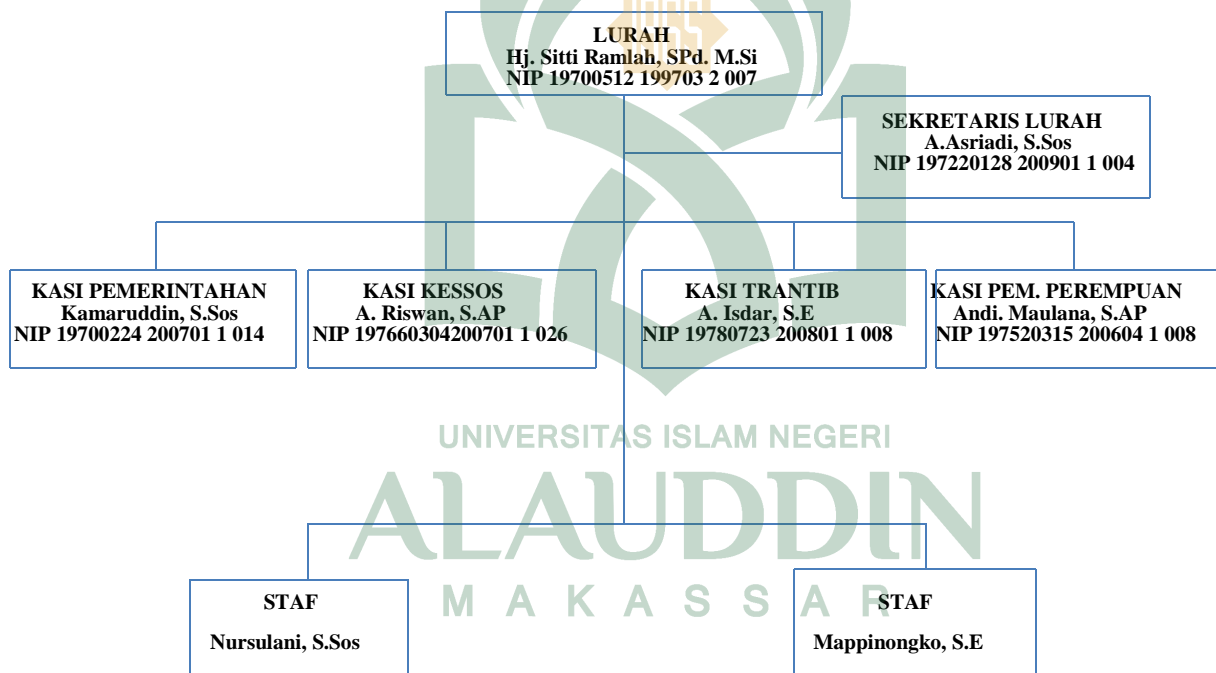 LURAH
Hj. Sitti Ramlah, SPd. M.Si
NIP 19700512 199703 2 007
SEKRETARIS LURAH
A.Asriadi, S.Sos
NIP 197220128 200901 1 004
KASI PEMERINTAHAN
Kamaruddin, S.Sos
NIP 19700224 200701 1 014
KASI KESSOS
A. Riswan, S.AP
NIP 197660304200701 1 026
KASI TRANTIB
A. Isdar, S.E
NIP 19780723 200801 1 008
KASI PEM. PEREMPUAN
Andi. Maulana, S.AP
NIP 197520315 200604 1 008
UNIVERSITAS ISLAM NEGERI
ALAUDDIN
MAKASSAR
STAF
Nursulani, S.Sos
STAF
Mappinongko, S.E